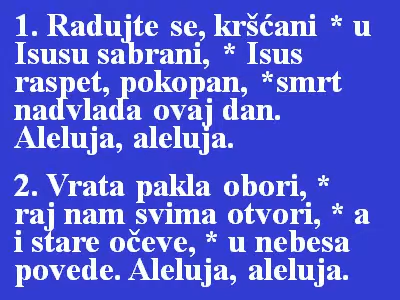 1. Radujte se, kršćani * u
Isusu sabrani, * Isus
raspet, pokopan, *smrt
nadvlada ovaj dan.
Aleluja, aleluja.
2. Vrata pakla obori, *
raj nam svima otvori, * a
i stare očeve, * u nebesa
povede. Aleluja, aleluja.